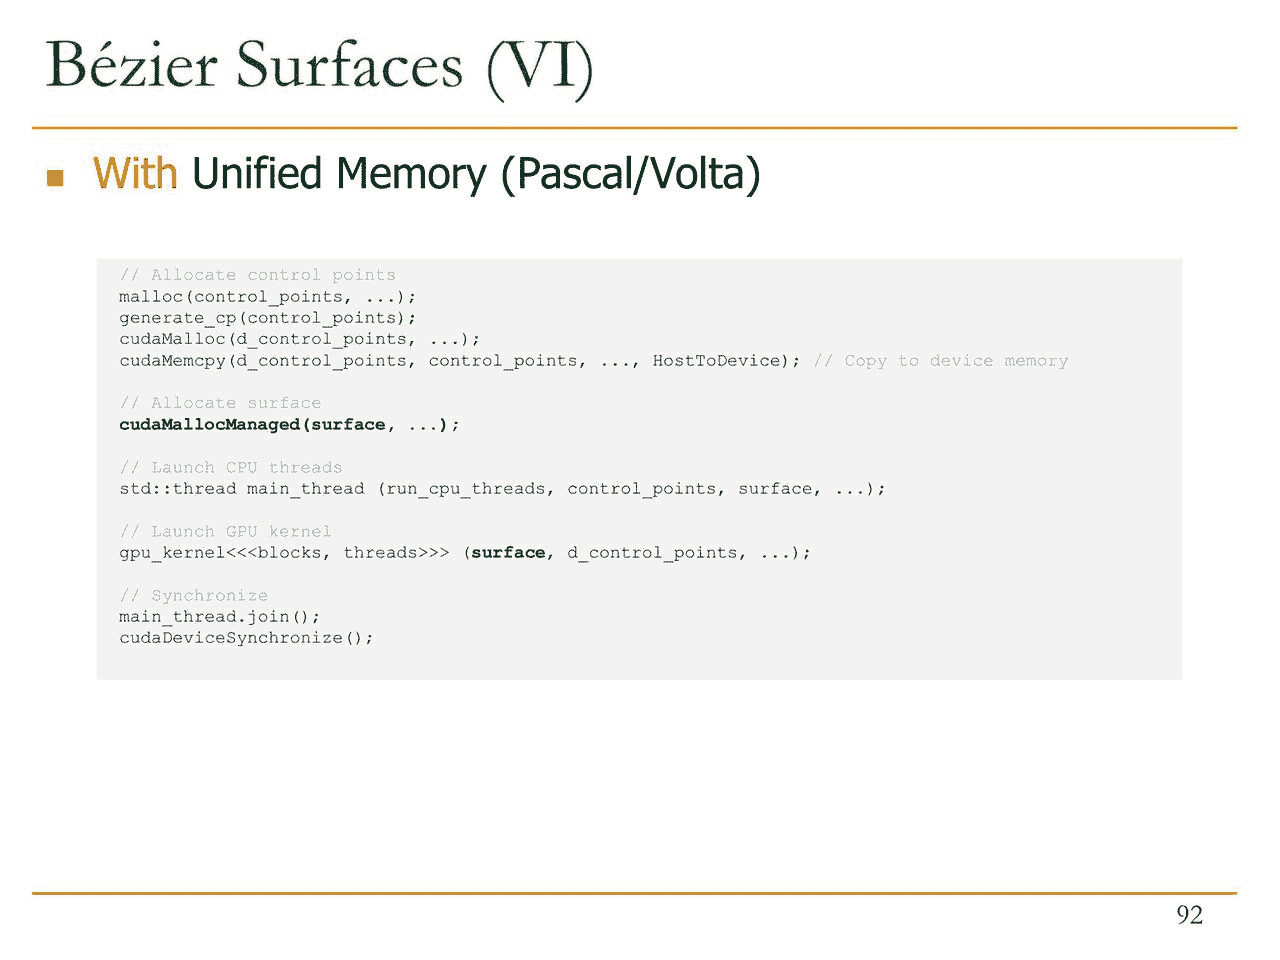 Bézier Surfaces (VI)
With Unified Memory (Pascal/Volta)
// Allocate control points
malloc(control_points, ...);
generate_cp(control_points);
cudaMalloc(d_control_points, ...);
cudaMemcpy(d_control_points, control_points, ..., HostToDevice); // Copy to device memory
// Allocate surface
cudaMallocManaged(surface, ...);
// Launch CPU threads
std::thread main_thread (run_cpu_threads, control_points, surface, ...);
// Launch GPU kernel
gpu_kernel<<<blocks, threads>>> (surface, d_control_points, ...);
// Synchronize
main_thread.join();
cudaDeviceSynchronize();
92